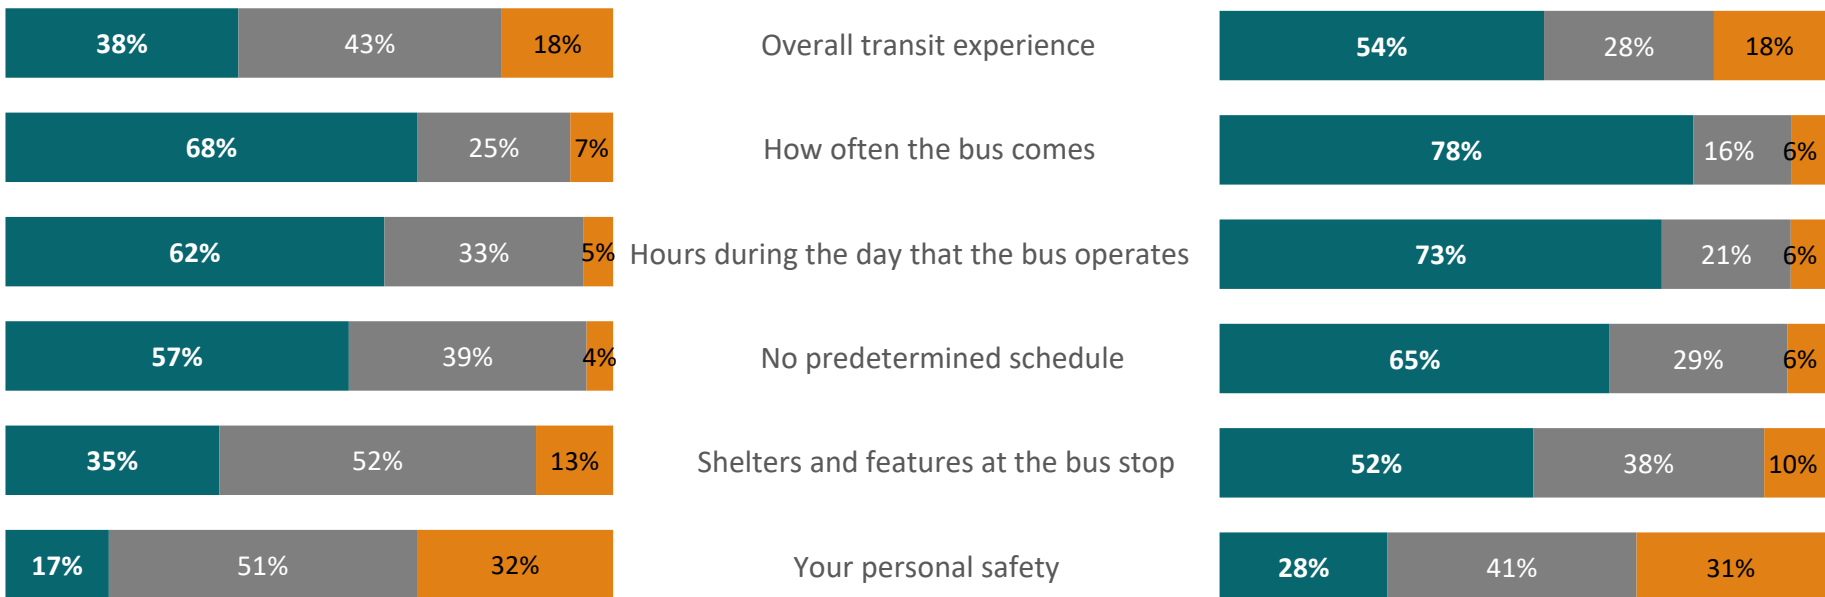 38% 43% 18% Overall transit experience 54% 28% 18%
68% 25% 7% How often the bus comes 78% 16% 6%
62% 33% 5% Hours during the day that the bus operates 73% 21% 6%
57% 39% 4% No predetermined schedule 65% 29% 6%
35% 52% 13% Shelters and features at the bus stop 52% 38% 10%
17% 51% 32% Your personal safety 28% 41% 31%